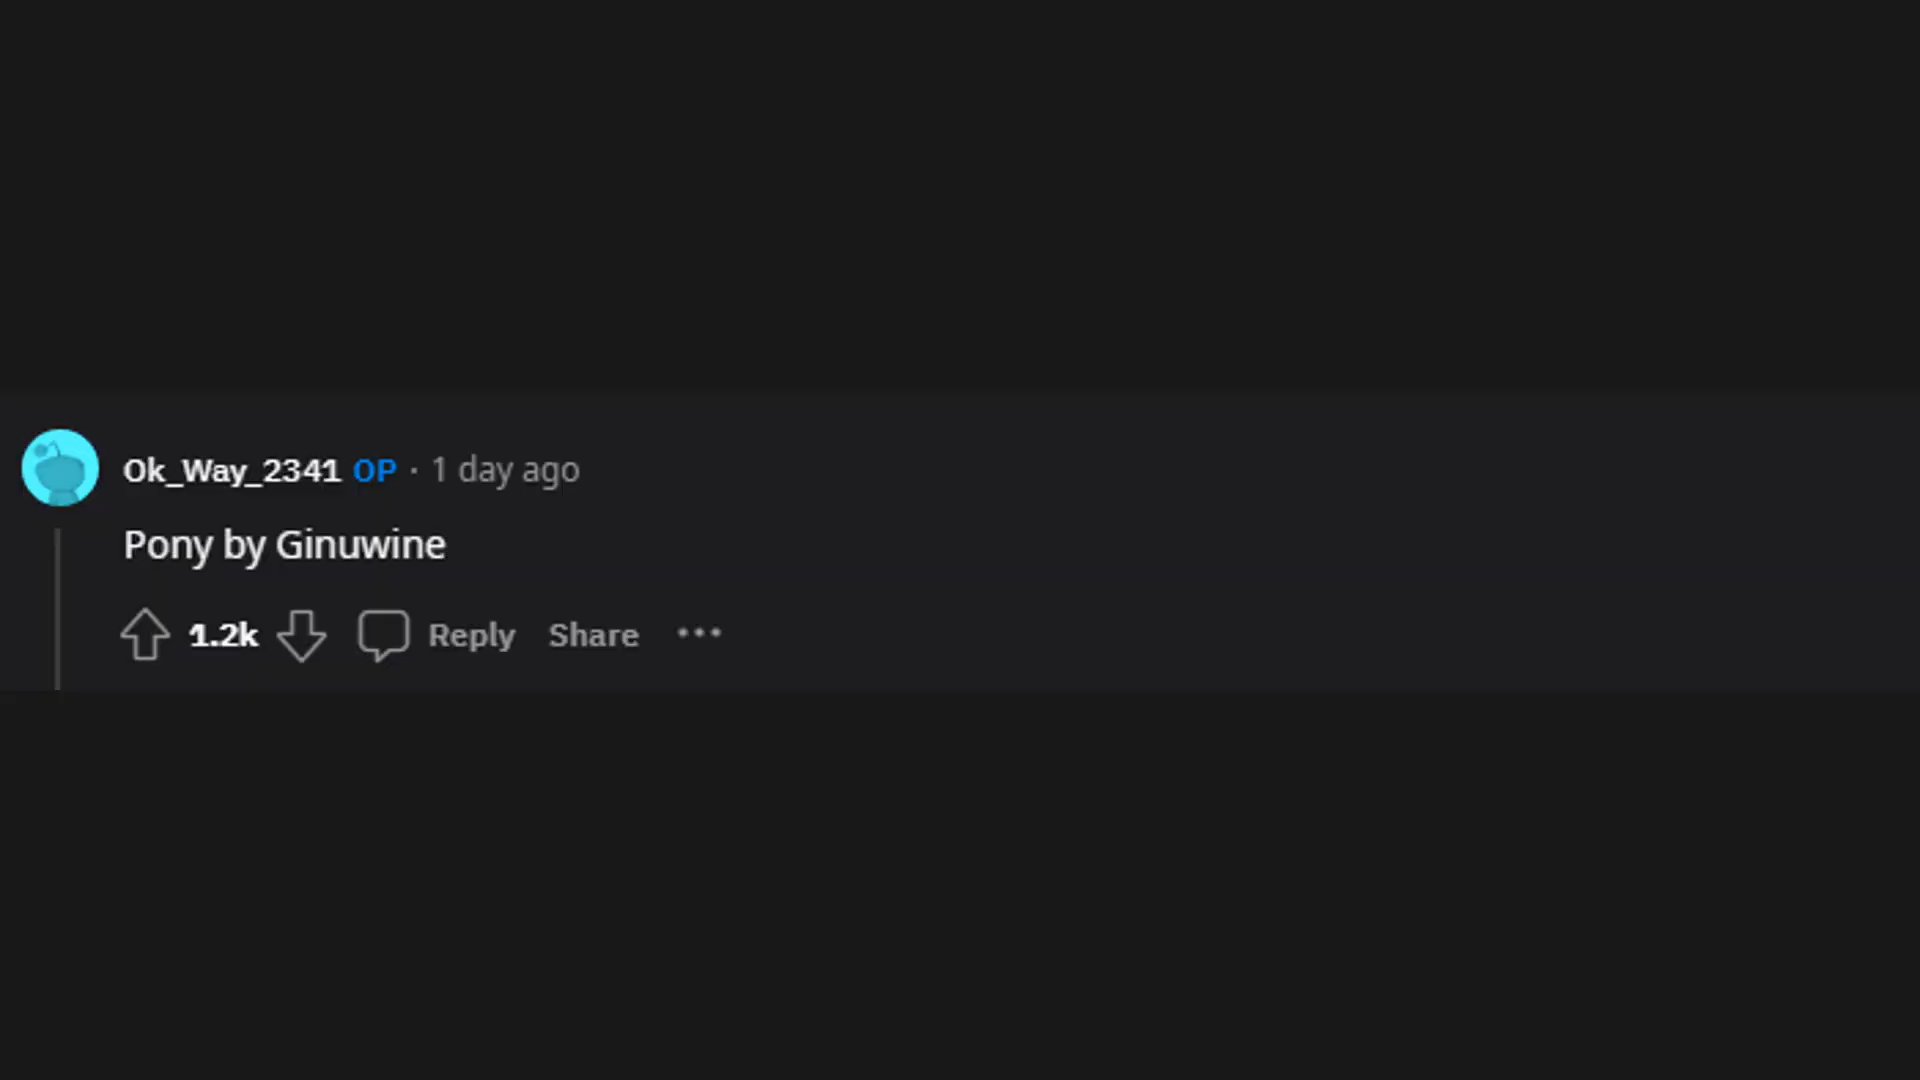 Ok_Way_2341 OP · 1 day ago
Pony by Ginuwine
1.2k Reply Share ···